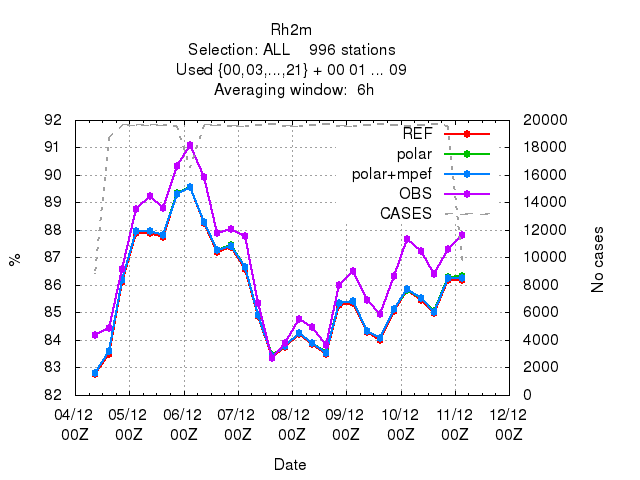 Rh2m
Selection: ALL    996 stations
Used {00,03,...,21} + 00 01 ... 09
Averaging window:  6h
92
91
90
89
88
87
86
85
84
83
82
%
20000
18000
16000
14000
12000
10000
8000
6000
4000
2000
0
No cases
REF
polar
polar+mpef
OBS
CASES
04/12 05/12 06/12 07/12 08/12 09/12 10/12 11/12 12/12
00Z 00Z 00Z 00Z 00Z 00Z 00Z 00Z 00Z
Date